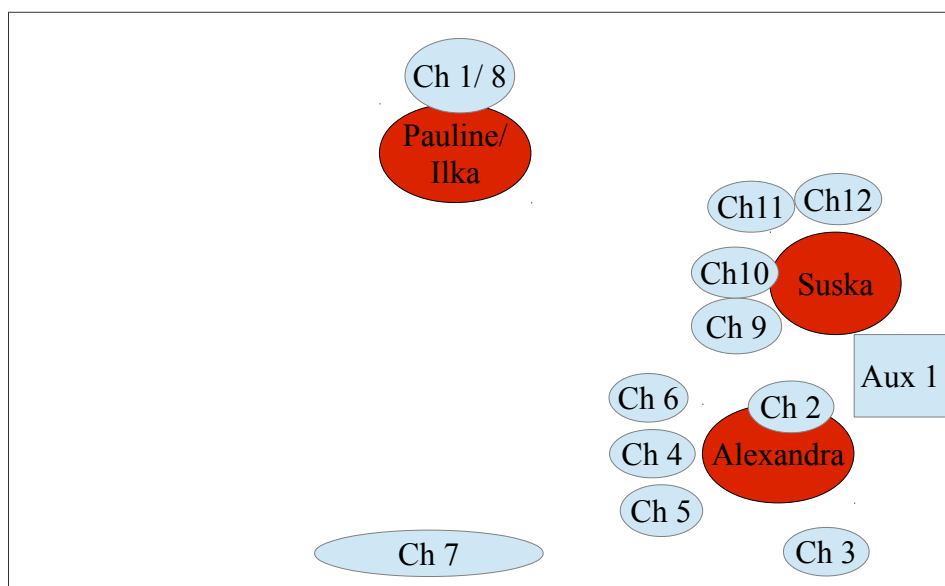 Ch 1/ 8
Pauline/
Ilka
Ch11
Ch12
Ch10
Suska
Ch 9
Aux 1
Ch 6
Ch 2
Ch 4
Alexandra
Ch 5
Ch 7
Ch 3